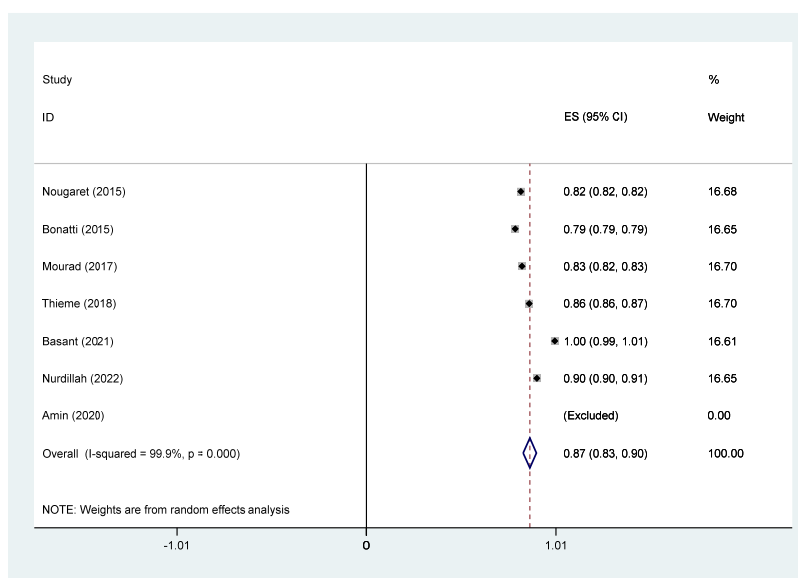 Study %
ID ES (95% CI) Weight
Nougaret (2015) 0.82 (0.82, 0.82) 16.68
Bonatti (2015) 0.79 (0.79, 0.79) 16.65
Mourad (2017) 0.83 (0.82, 0.83) 16.70
Thieme (2018) 0.86 (0.86, 0.87) 16.70
Basant (2021) 1.00 (0.99, 1.01) 16.61
Nurdillah (2022) 0.90 (0.90, 0.91) 16.65
Amin (2020) (Excluded) 0.00
Overall (I-squared = 99.9%, p = 0.000) 0.87 (0.83, 0.90) 100.00
NOTE: Weights are from random effects analysis
-1.01 0 1.01